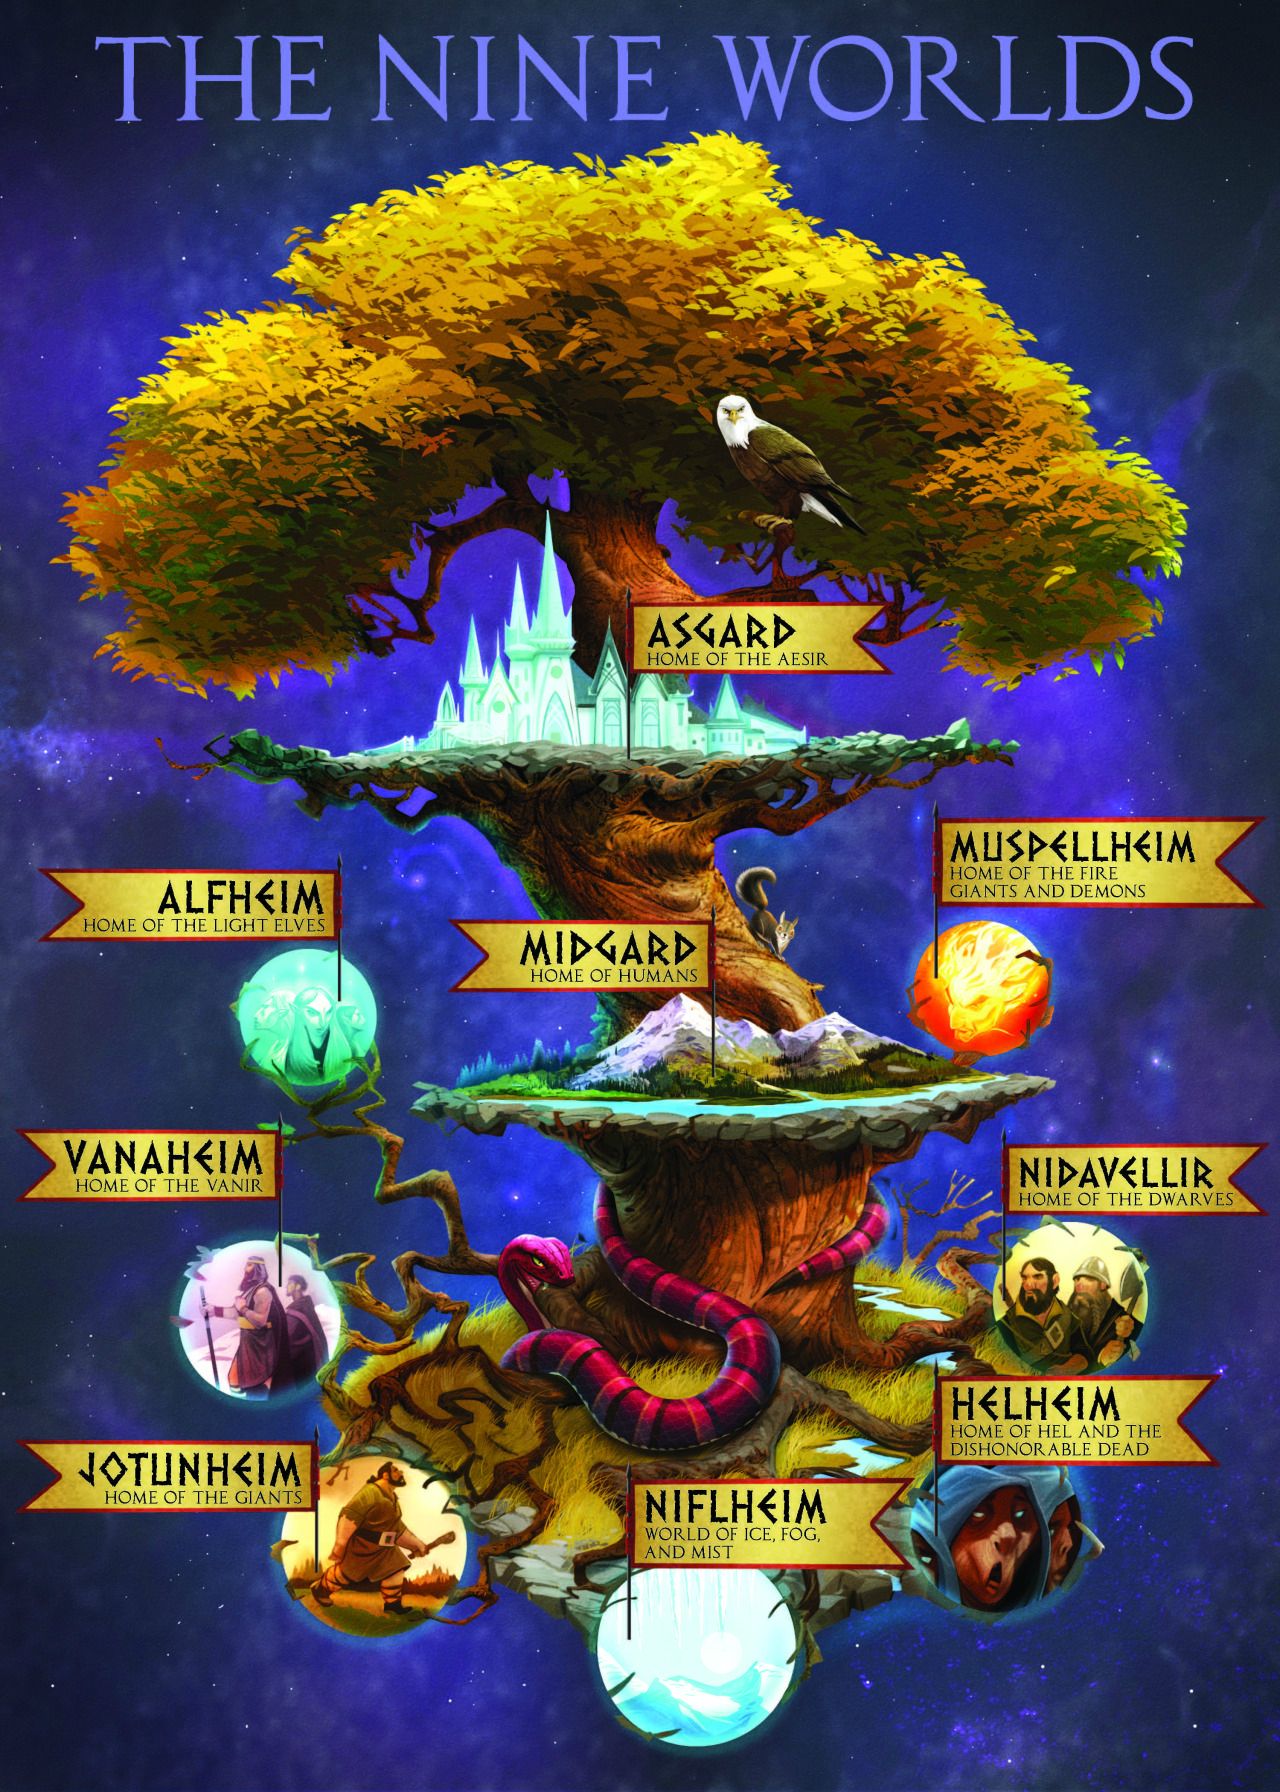 THE NINE WORLDS
ASGARD
HOME OF THE AESIR
MUSPELLHEIM
HOME OF THE FIRE
GIANTS AND DEMONS
ALFHEIM
HOME OF THE LIGHT ELVES
MIDGARD
HOME OF HUMANS
VANAHEIM
HOME OF THE VANIR
NIDAVELLIR
HOME OF THE DWARVES
HELHEIM
HOME OF HEL AND THE
DISHONORABLE DEAD
JOTUNHEIM
HOME OF THE GIANTS
NIFLHEIM
WORLD OF ICE, FOG,
AND MIST